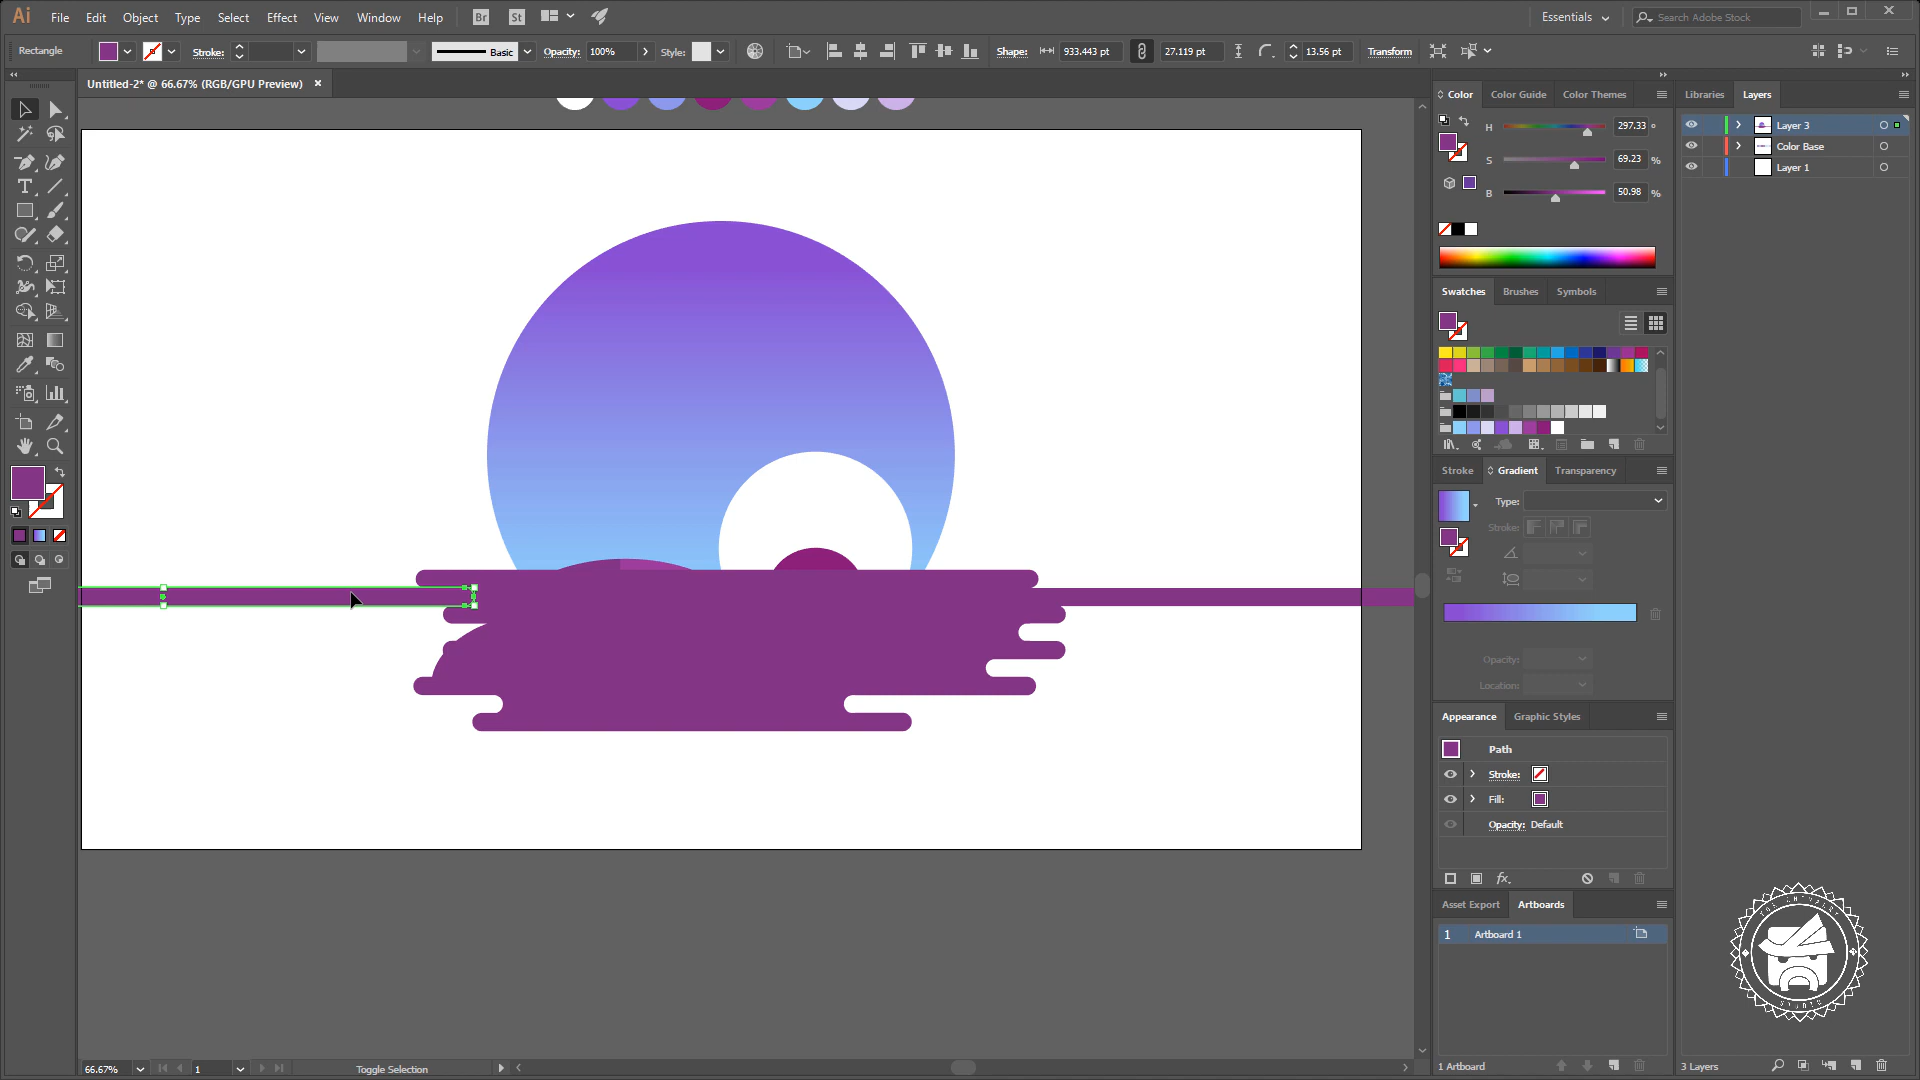 Ai File Edit Object Type Select Effect View Window Help Br St Essentials Search Adobe Stock
Rectangle Stroke: Basic Opacity: 100% Style: Shape: 933.443 pt 27.119 pt 13.56 pt Transform
Untitled-2* @ 66.67% (RGB/GPU Preview) ×
Color Color Guide Color Themes
H 297.33 °
S 69.23 %
B 50.98 %
Swatches Brushes Symbols
Stroke Gradient Transparency
Type:
Stroke:
Opacity:
Location:
Appearance Graphic Styles
Path
Stroke:
Fill:
Opacity: Default
fx
Asset Export Artboards
1 Artboard 1
1 Artboard
Libraries Layers
Layer 3
Color Base
Layer 1
3 Layers
66.67% 1 Toggle Selection